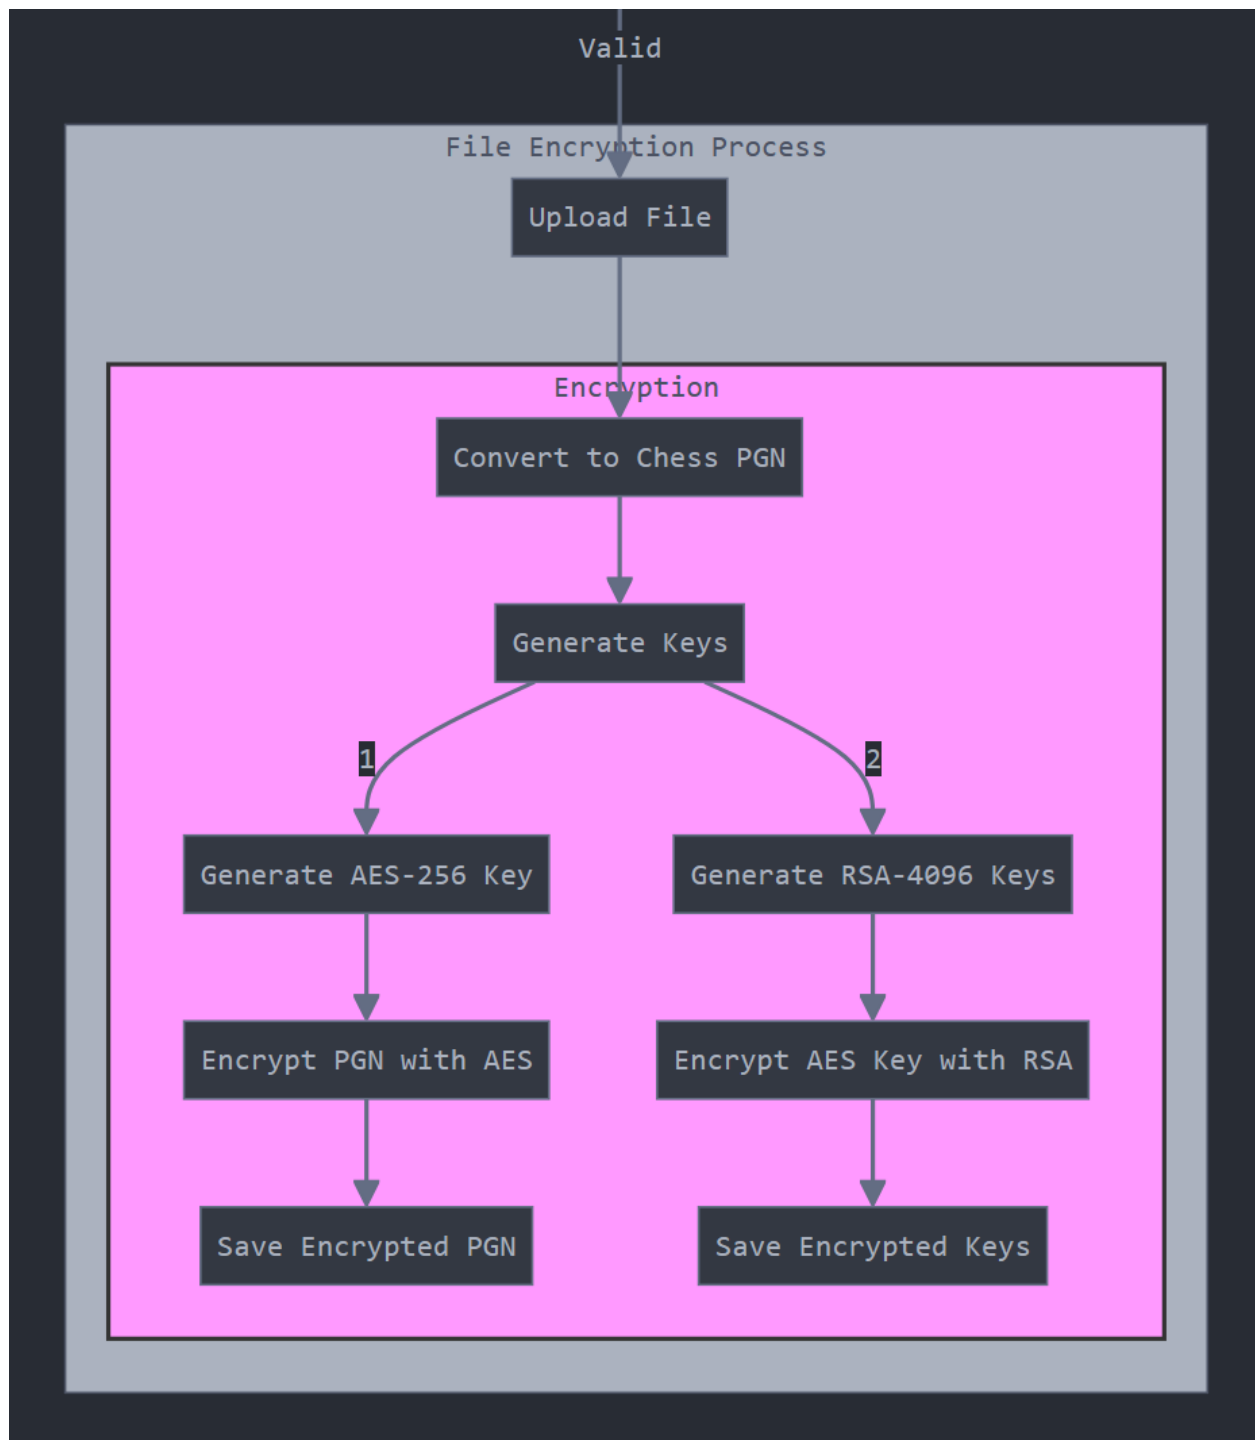 Valid
File Encryption Process
Upload File
Encryption
Convert to Chess PGN
Generate Keys
1
2
Generate AES-256 Key
Generate RSA-4096 Keys
Encrypt PGN with AES
Encrypt AES Key with RSA
Save Encrypted PGN
Save Encrypted Keys